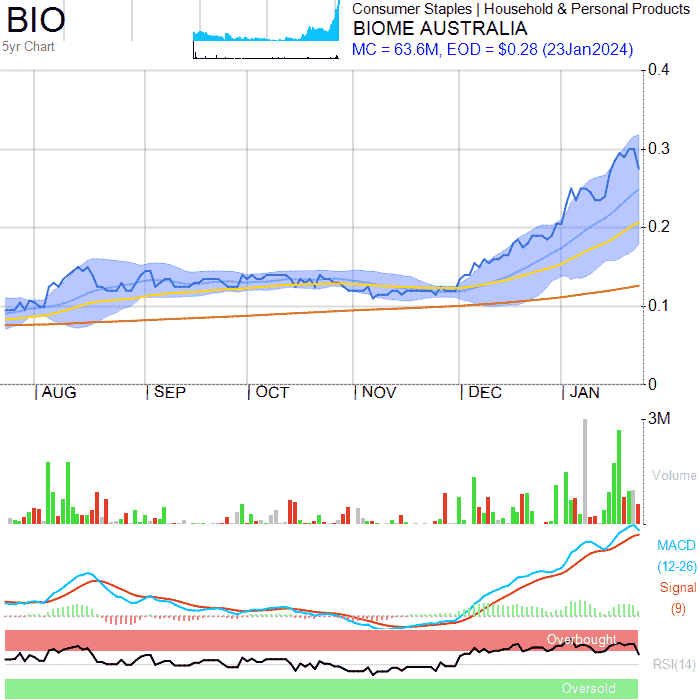 BIO
5yr Chart
Consumer Staples | Household & Personal Products
BIOME AUSTRALIA
MC = 63.6M, EOD = $0.28 (23Jan2024)
0.4
0.3
0.2
0.1
0
AUG
SEP
OCT
NOV
DEC
JAN
3M
Volume
MACD
(12-26)
Signal
(9)
Overbought
RSI(14)
Oversold